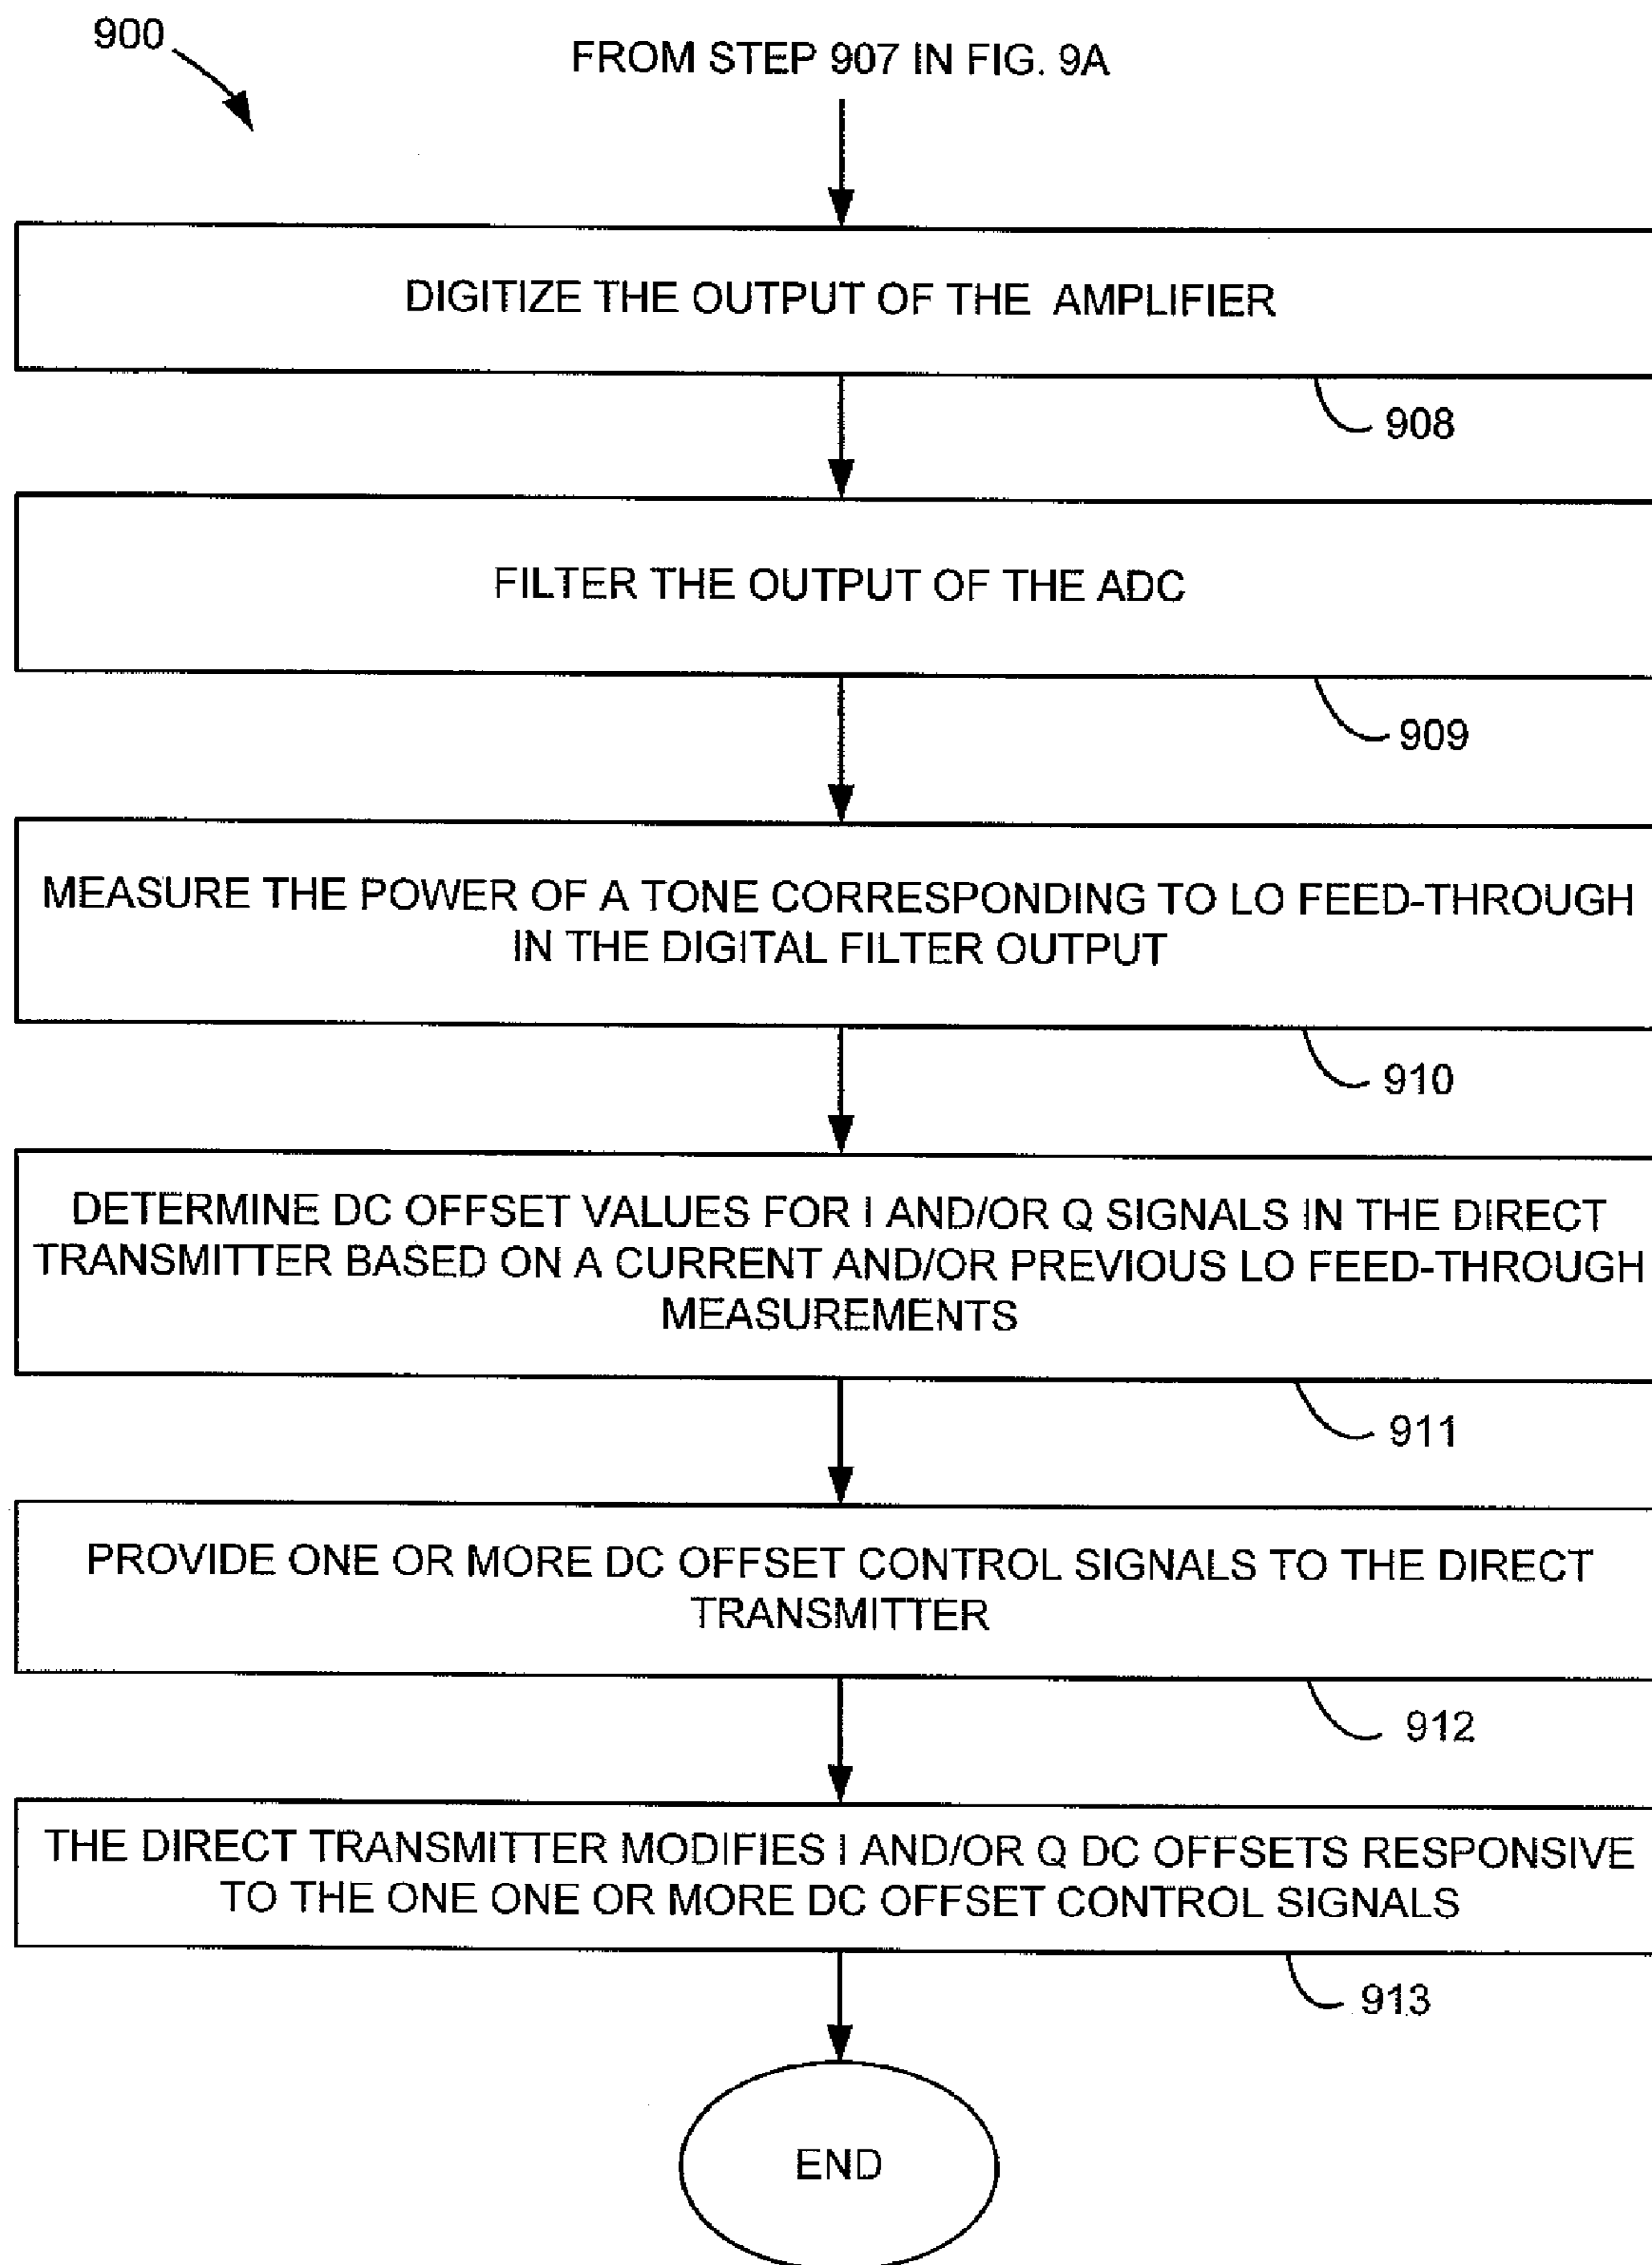 900
FROM STEP 907 IN FIG. 9A
DIGITIZE THE OUTPUT OF THE AMPLIFIER
908
FILTER THE OUTPUT OF THE ADC
909
MEASURE THE POWER OF A TONE CORRESPONDING TO LO FEED-THROUGH
IN THE DIGITAL FILTER OUTPUT
910
DETERMINE DC OFFSET VALUES FOR I AND/OR Q SIGNALS IN THE DIRECT
TRANSMITTER BASED ON A CURRENT AND/OR PREVIOUS LO FEED-THROUGH
MEASUREMENTS
911
PROVIDE ONE OR MORE DC OFFSET CONTROL SIGNALS TO THE DIRECT
TRANSMITTER
912
THE DIRECT TRANSMITTER MODIFIES I AND/OR Q DC OFFSETS RESPONSIVE
TO THE ONE ONE OR MORE DC OFFSET CONTROL SIGNALS
913
END